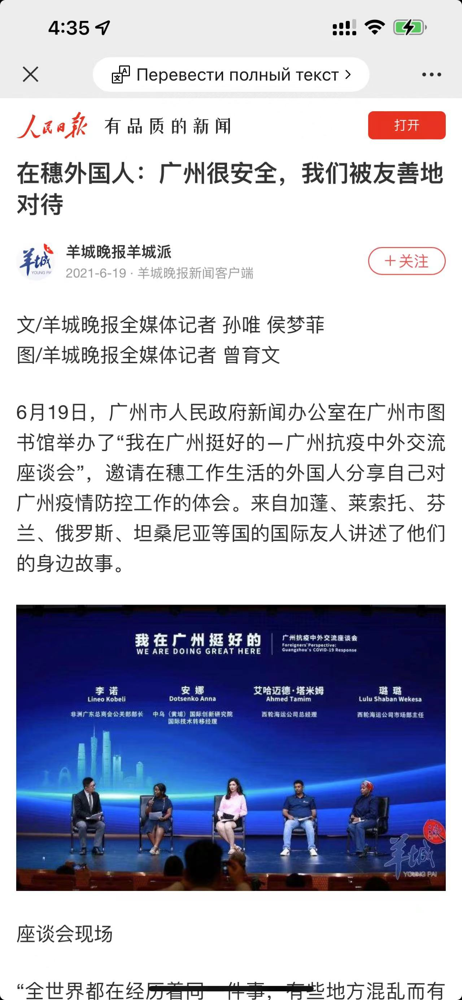 4:35
Перевести полный текст
人民日报 有品质的新闻
打开
在穗外国人：广州很安全，我们被友善地
对待
羊城
YOUNG PAI
羊城晚报羊城派
2021-6-19 · 羊城晚报新闻客户端
＋关注
文/羊城晚报全媒体记者 孙唯 侯梦菲
图/羊城晚报全媒体记者 曾育文
6月19日，广州市人民政府新闻办公室在广州市图
书馆举办了“我在广州挺好的—广州抗疫中外交流
座谈会”，邀请在穗工作生活的外国人分享自己对
广州疫情防控工作的体会。来自加蓬、莱索托、芬
兰、俄罗斯、坦桑尼亚等国的国际友人讲述了他们
的身边故事。
我在广州挺好的
WE ARE DOING GREAT HERE
广州抗疫中外交流座谈会
Foreigners' Perspective:
Guangzhou's COVID-19 Response
李 诺
Lineo Kobeli
非洲广东总商会公关部部长
安 娜
Dotsenko Anna
中乌（黄埔）国际创新研究院
国际技术转移经理
艾哈迈德·塔米姆
Ahmed Tamim
西轮海运公司总经理
璐 璐
Lulu Shaban Wekesa
西轮海运公司市场部主任
羊城派
YOUNG PAI
座谈会现场
“全世界都在经历着同一件事，有些地方混乱而有